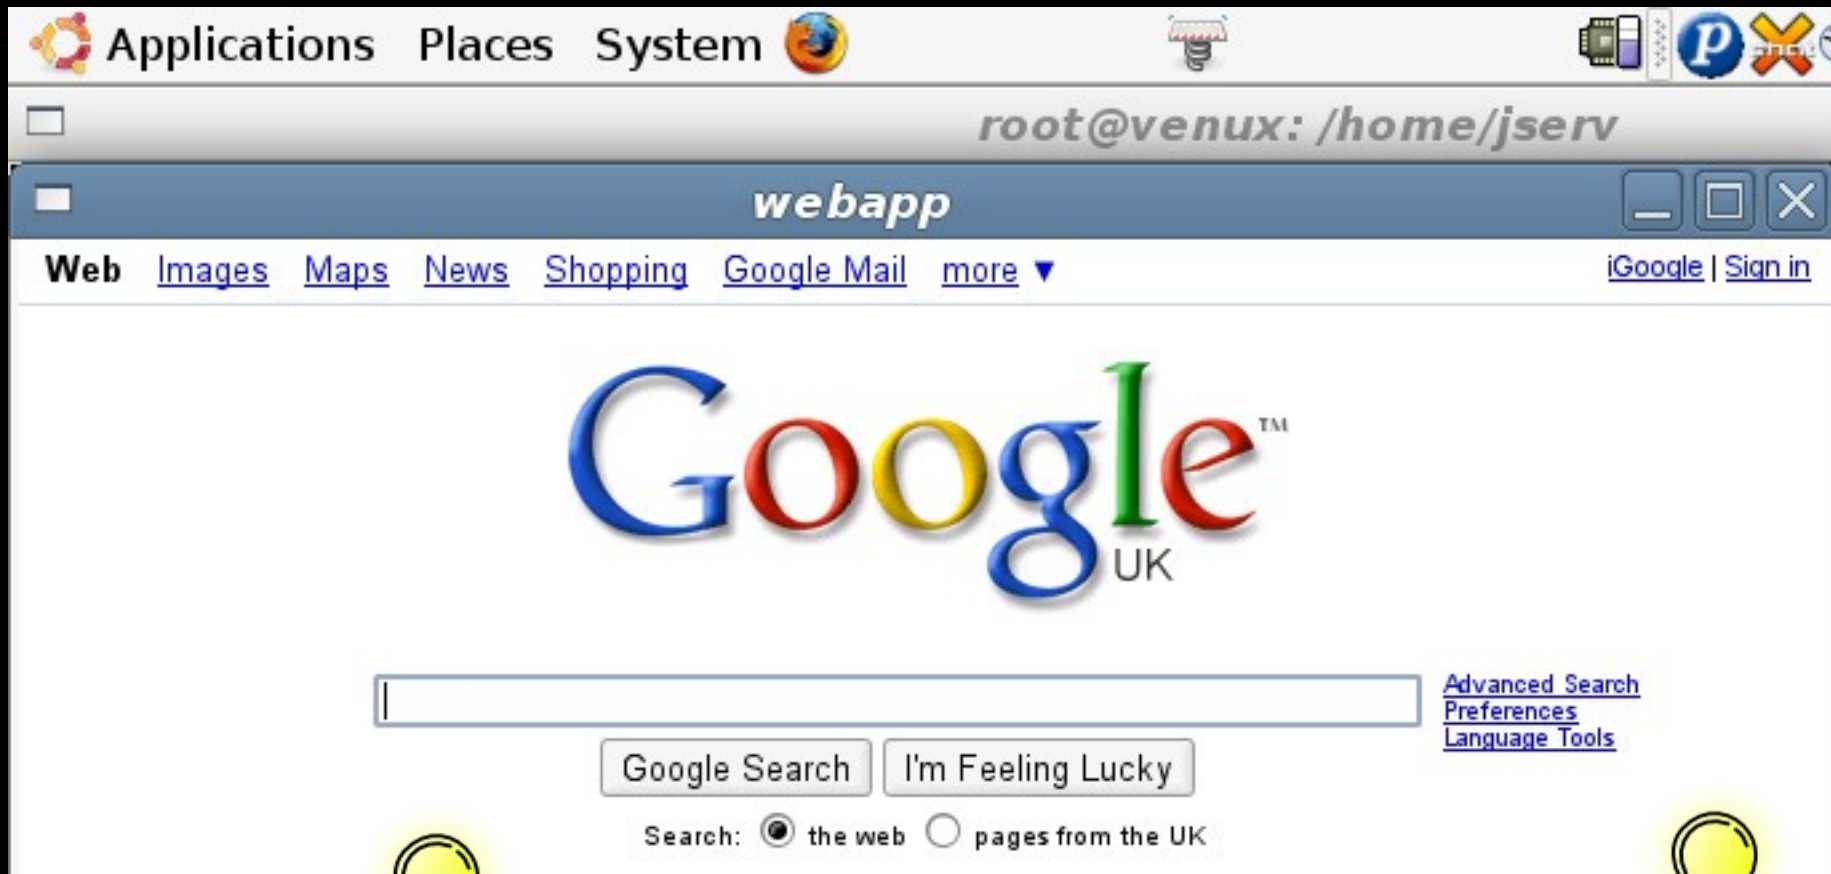 Applications Places System
root@venux: /home/jserv
webapp
Web Images Maps News Shopping Google Mail more ▼ iGoogle | Sign in
Google™
UK
Advanced Search
Preferences
Language Tools
Google Search I'm Feeling Lucky
Search: the web pages from the UK